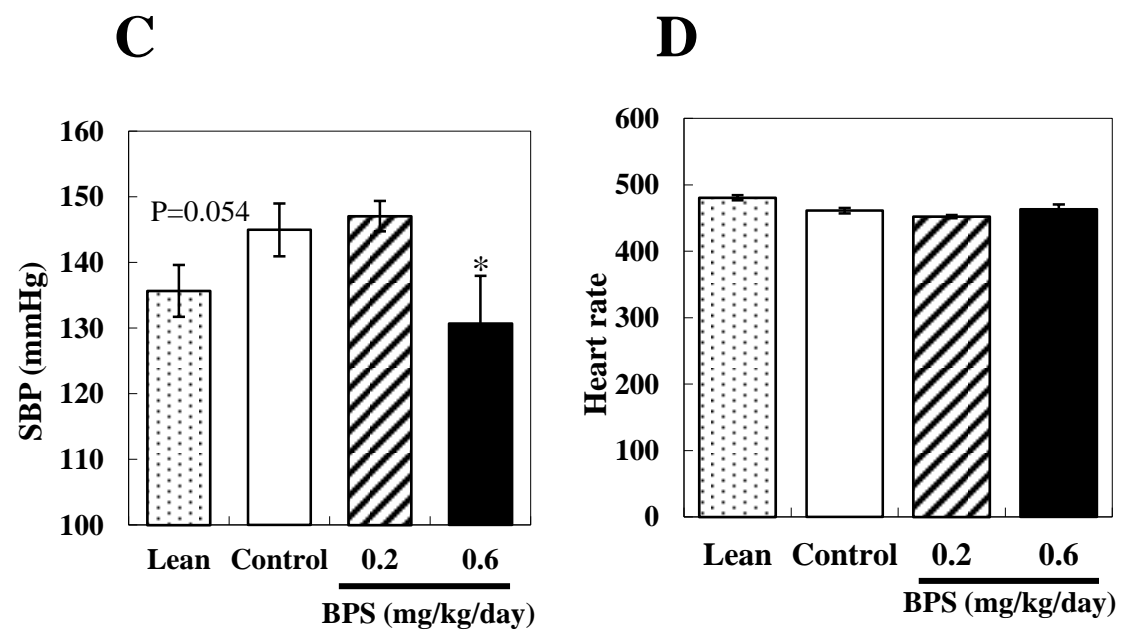 C
160
150
140
130
120
110
100
SBP (mmHg)
P=0.054
*
Lean Control 0.2 0.6
BPS (mg/kg/day)
D
600
500
400
300
200
100
0
Heart rate
Lean Control 0.2 0.6
BPS (mg/kg/day)